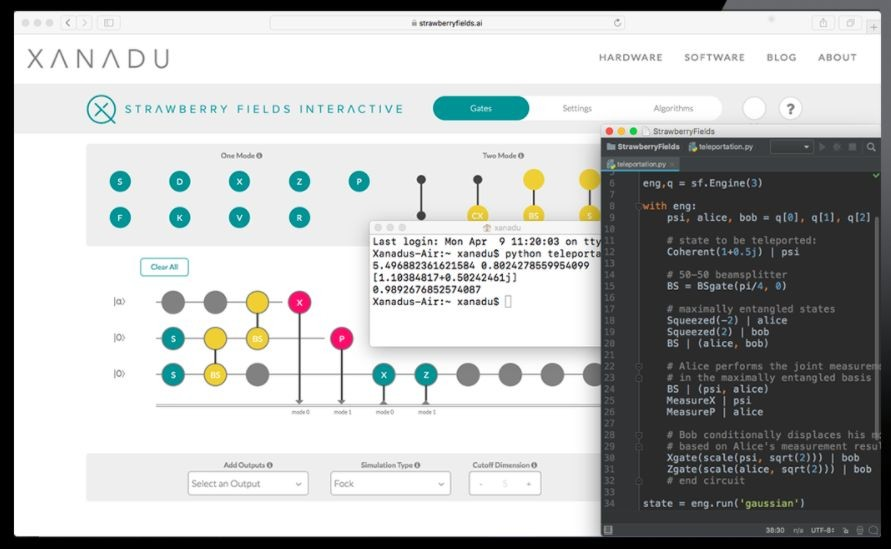 strawberryfields.ai
XANADU
HARDWARE SOFTWARE BLOG ABOUT
STRAWBERRY FIELDS INTERACTIVE
Gates Settings Algorithms ?
One Mode
Two Mode
S D X Z P
F K V R
CX BS S
Clear All
|α⟩ X
|0⟩ S BS P
|0⟩ S BS X Z
mode 0 mode 1 mode 0 mode 1
Add Outputs Simulation Type Cutoff Dimension
Select an Output Fock - 5 +
xanadu
Last login: Mon Apr 9 11:20:03 on tty
Xanadus-Air:~ xanadu$ python teleporta
5.496882361621584 0.8024278559954099
[1.10384817+0.50242461j]
0.9892676852574087
Xanadus-Air:~ xanadu$
StrawberryFields
StrawberryFields teleportation.py
teleportation.py
5
6 eng,q = sf.Engine(3)
7
8 with eng:
9 psi, alice, bob = q[0], q[1], q[2]
10
11 # state to be teleported:
12 Coherent(1+0.5j) | psi
13
14 # 50-50 beamsplitter
15 BS = BSgate(pi/4, 0)
16
17 # maximally entangled states
18 Squeezed(-2) | alice
19 Squeezed(2) | bob
20 BS | (alice, bob)
21
22 # Alice performs the joint measureme
23 # in the maximally entangled basis
24 BS | (psi, alice)
25 MeasureX | psi
26 MeasureP | alice
27
28 # Bob conditionally displaces his mo
29 # based on Alice's measurement resul
30 Xgate(scale(psi, sqrt(2))) | bob
31 Zgate(scale(alice, sqrt(2))) | bob
32 # end circuit
33
34 state = eng.run('gaussian')
38:30 n/a UTF-8